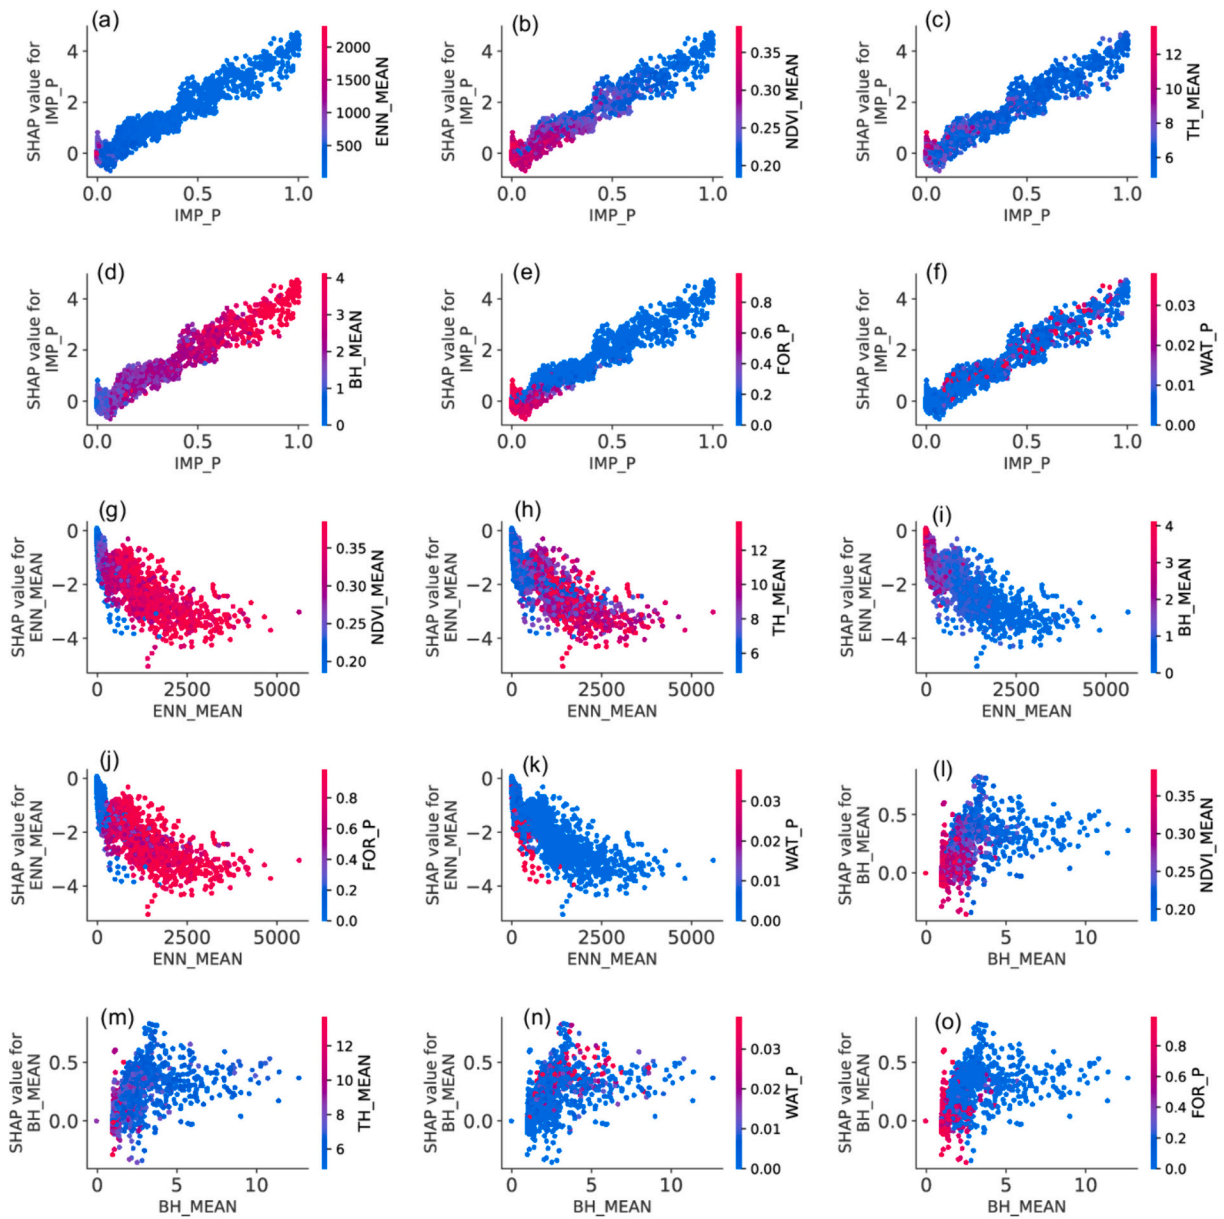 (a)
SHAP value for
IMP_P
4
2
0
0.0
0.5
1.0
IMP_P
2000
1500
1000
500
ENN_MEAN
(b)
SHAP value for
IMP_P
4
2
0
0.0
0.5
1.0
IMP_P
0.35
0.30
0.25
0.20
NDVI_MEAN
(c)
SHAP value for
IMP_P
4
2
0
0.0
0.5
1.0
IMP_P
12
10
8
6
TH_MEAN
(d)
SHAP value for
IMP_P
4
2
0
0.0
0.5
1.0
IMP_P
4
3
2
1
0
BH_MEAN
(e)
SHAP value for
IMP_P
4
2
0
0.0
0.5
1.0
IMP_P
0.8
0.6
0.4
0.2
0.0
FOR_P
(f)
SHAP value for
IMP_P
4
2
0
0.0
0.5
1.0
IMP_P
0.03
0.02
0.01
0.00
WAT_P
(g)
SHAP value for
ENN_MEAN
0
−2
−4
0
2500
5000
ENN_MEAN
0.35
0.30
0.25
0.20
NDVI_MEAN
(h)
SHAP value for
ENN_MEAN
0
−2
−4
0
2500
5000
ENN_MEAN
12
10
8
6
TH_MEAN
(i)
SHAP value for
ENN_MEAN
0
−2
−4
0
2500
5000
ENN_MEAN
4
3
2
1
0
BH_MEAN
(j)
SHAP value for
ENN_MEAN
0
−2
−4
0
2500
5000
ENN_MEAN
0.8
0.6
0.4
0.2
0.0
FOR_P
(k)
SHAP value for
ENN_MEAN
0
−2
−4
0
2500
5000
ENN_MEAN
0.03
0.02
0.01
0.00
WAT_P
(l)
SHAP value for
BH_MEAN
0.5
0.0
0
5
10
BH_MEAN
0.35
0.30
0.25
0.20
NDVI_MEAN
(m)
SHAP value for
BH_MEAN
0.5
0.0
0
5
10
BH_MEAN
12
10
8
6
TH_MEAN
(n)
SHAP value for
BH_MEAN
0.5
0.0
0
5
10
BH_MEAN
0.03
0.02
0.01
0.00
WAT_P
(o)
SHAP value for
BH_MEAN
0.5
0.0
0
5
10
BH_MEAN
0.8
0.6
0.4
0.2
0.0
FOR_P